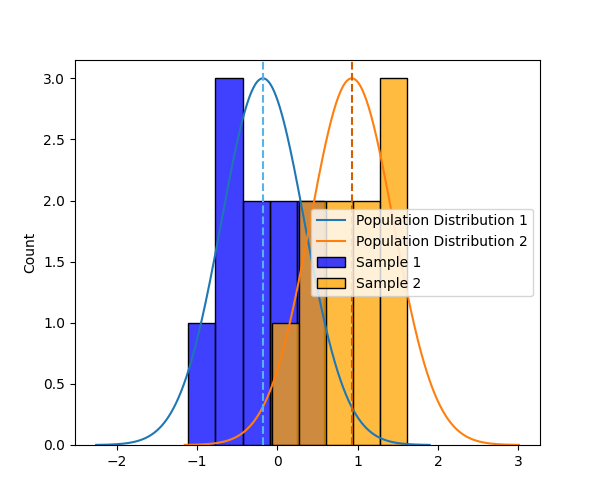 3.0
2.5
2.0
1.5
1.0
0.5
0.0
Count
Population Distribution 1
Population Distribution 2
Sample 1
Sample 2
−2
−1
0
1
2
3